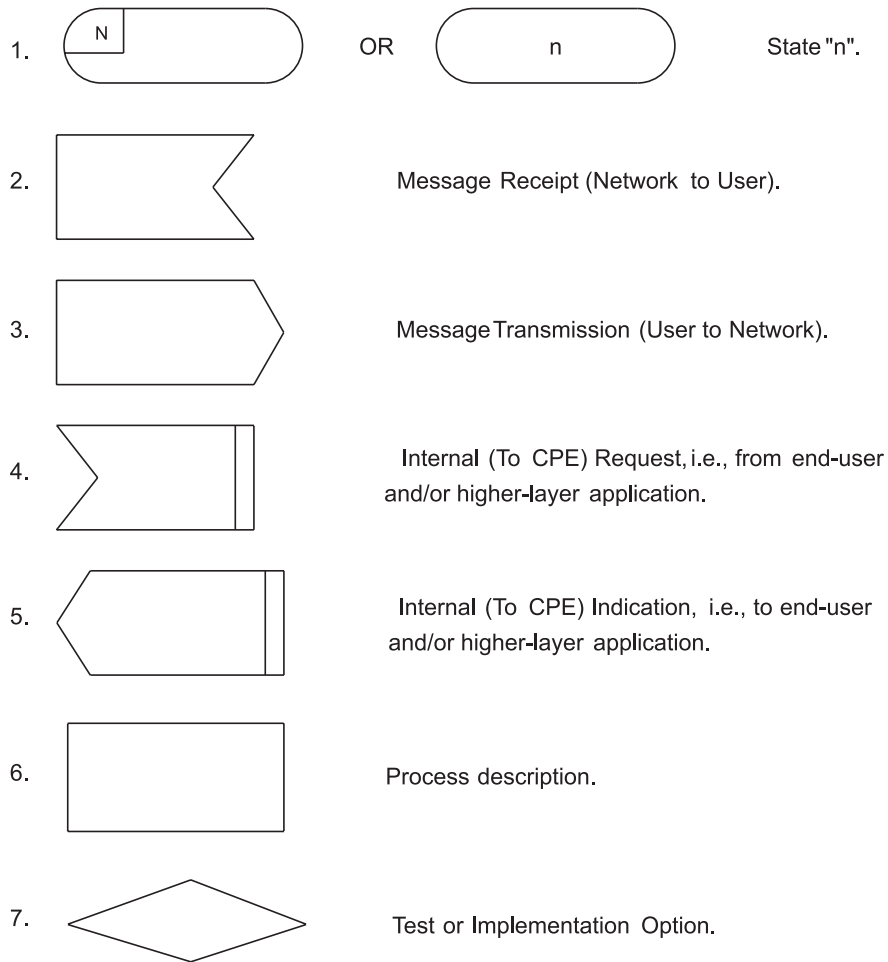 1. N OR n State "n".
2. Message Receipt (Network to User).
3. Message Transmission (User to Network).
4. Internal (To CPE) Request, i.e., from end-user
and/or higher-layer application.
5. Internal (To CPE) Indication, i.e., to end-user
and/or higher-layer application.
6. Process description.
7. Test or Implementation Option.